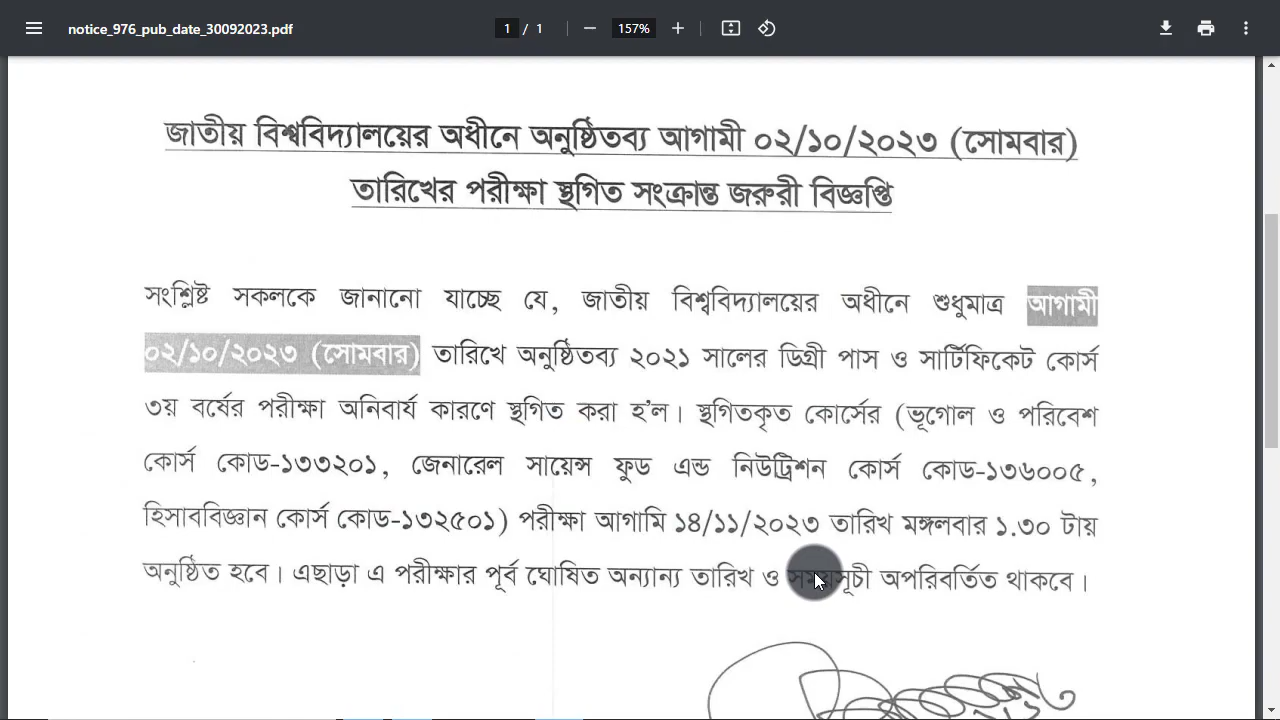 notice_976_pub_date_30092023.pdf
1 / 1
157%
জাতীয় বিশ্ববিদ্যালয়ের অধীনে অনুষ্ঠিতব্য আগামী ০২/১০/২০২৩ (সোমবার)
তারিখের পরীক্ষা স্থগিত সংক্রান্ত জরুরী বিজ্ঞপ্তি
সংশ্লিষ্ট সকলকে জানানো যাচ্ছে যে, জাতীয় বিশ্ববিদ্যালয়ের অধীনে শুধুমাত্র আগামী
০২/১০/২০২৩ (সোমবার) তারিখে অনুষ্ঠিতব্য ২০২১ সালের ডিগ্রী পাস ও সার্টিফিকেট কোর্স
৩য় বর্ষের পরীক্ষা অনিবার্য কারণে স্থগিত করা হ'ল। স্থগিতকৃত কোর্সের (ভূগোল ও পরিবেশ
কোর্স কোড-১৩৩২০১, জেনারেল সায়েন্স ফুড এন্ড নিউট্রিশন কোর্স কোড-১৩৬০০৫,
হিসাববিজ্ঞান কোর্স কোড-১৩২৫০১) পরীক্ষা আগামি ১৪/১১/২০২৩ তারিখ মঙ্গলবার ১.৩০ টায়
অনুষ্ঠিত হবে। এছাড়া এ পরীক্ষার পূর্ব ঘোষিত অন্যান্য তারিখ ও সময়সূচী অপরিবর্তিত থাকবে।